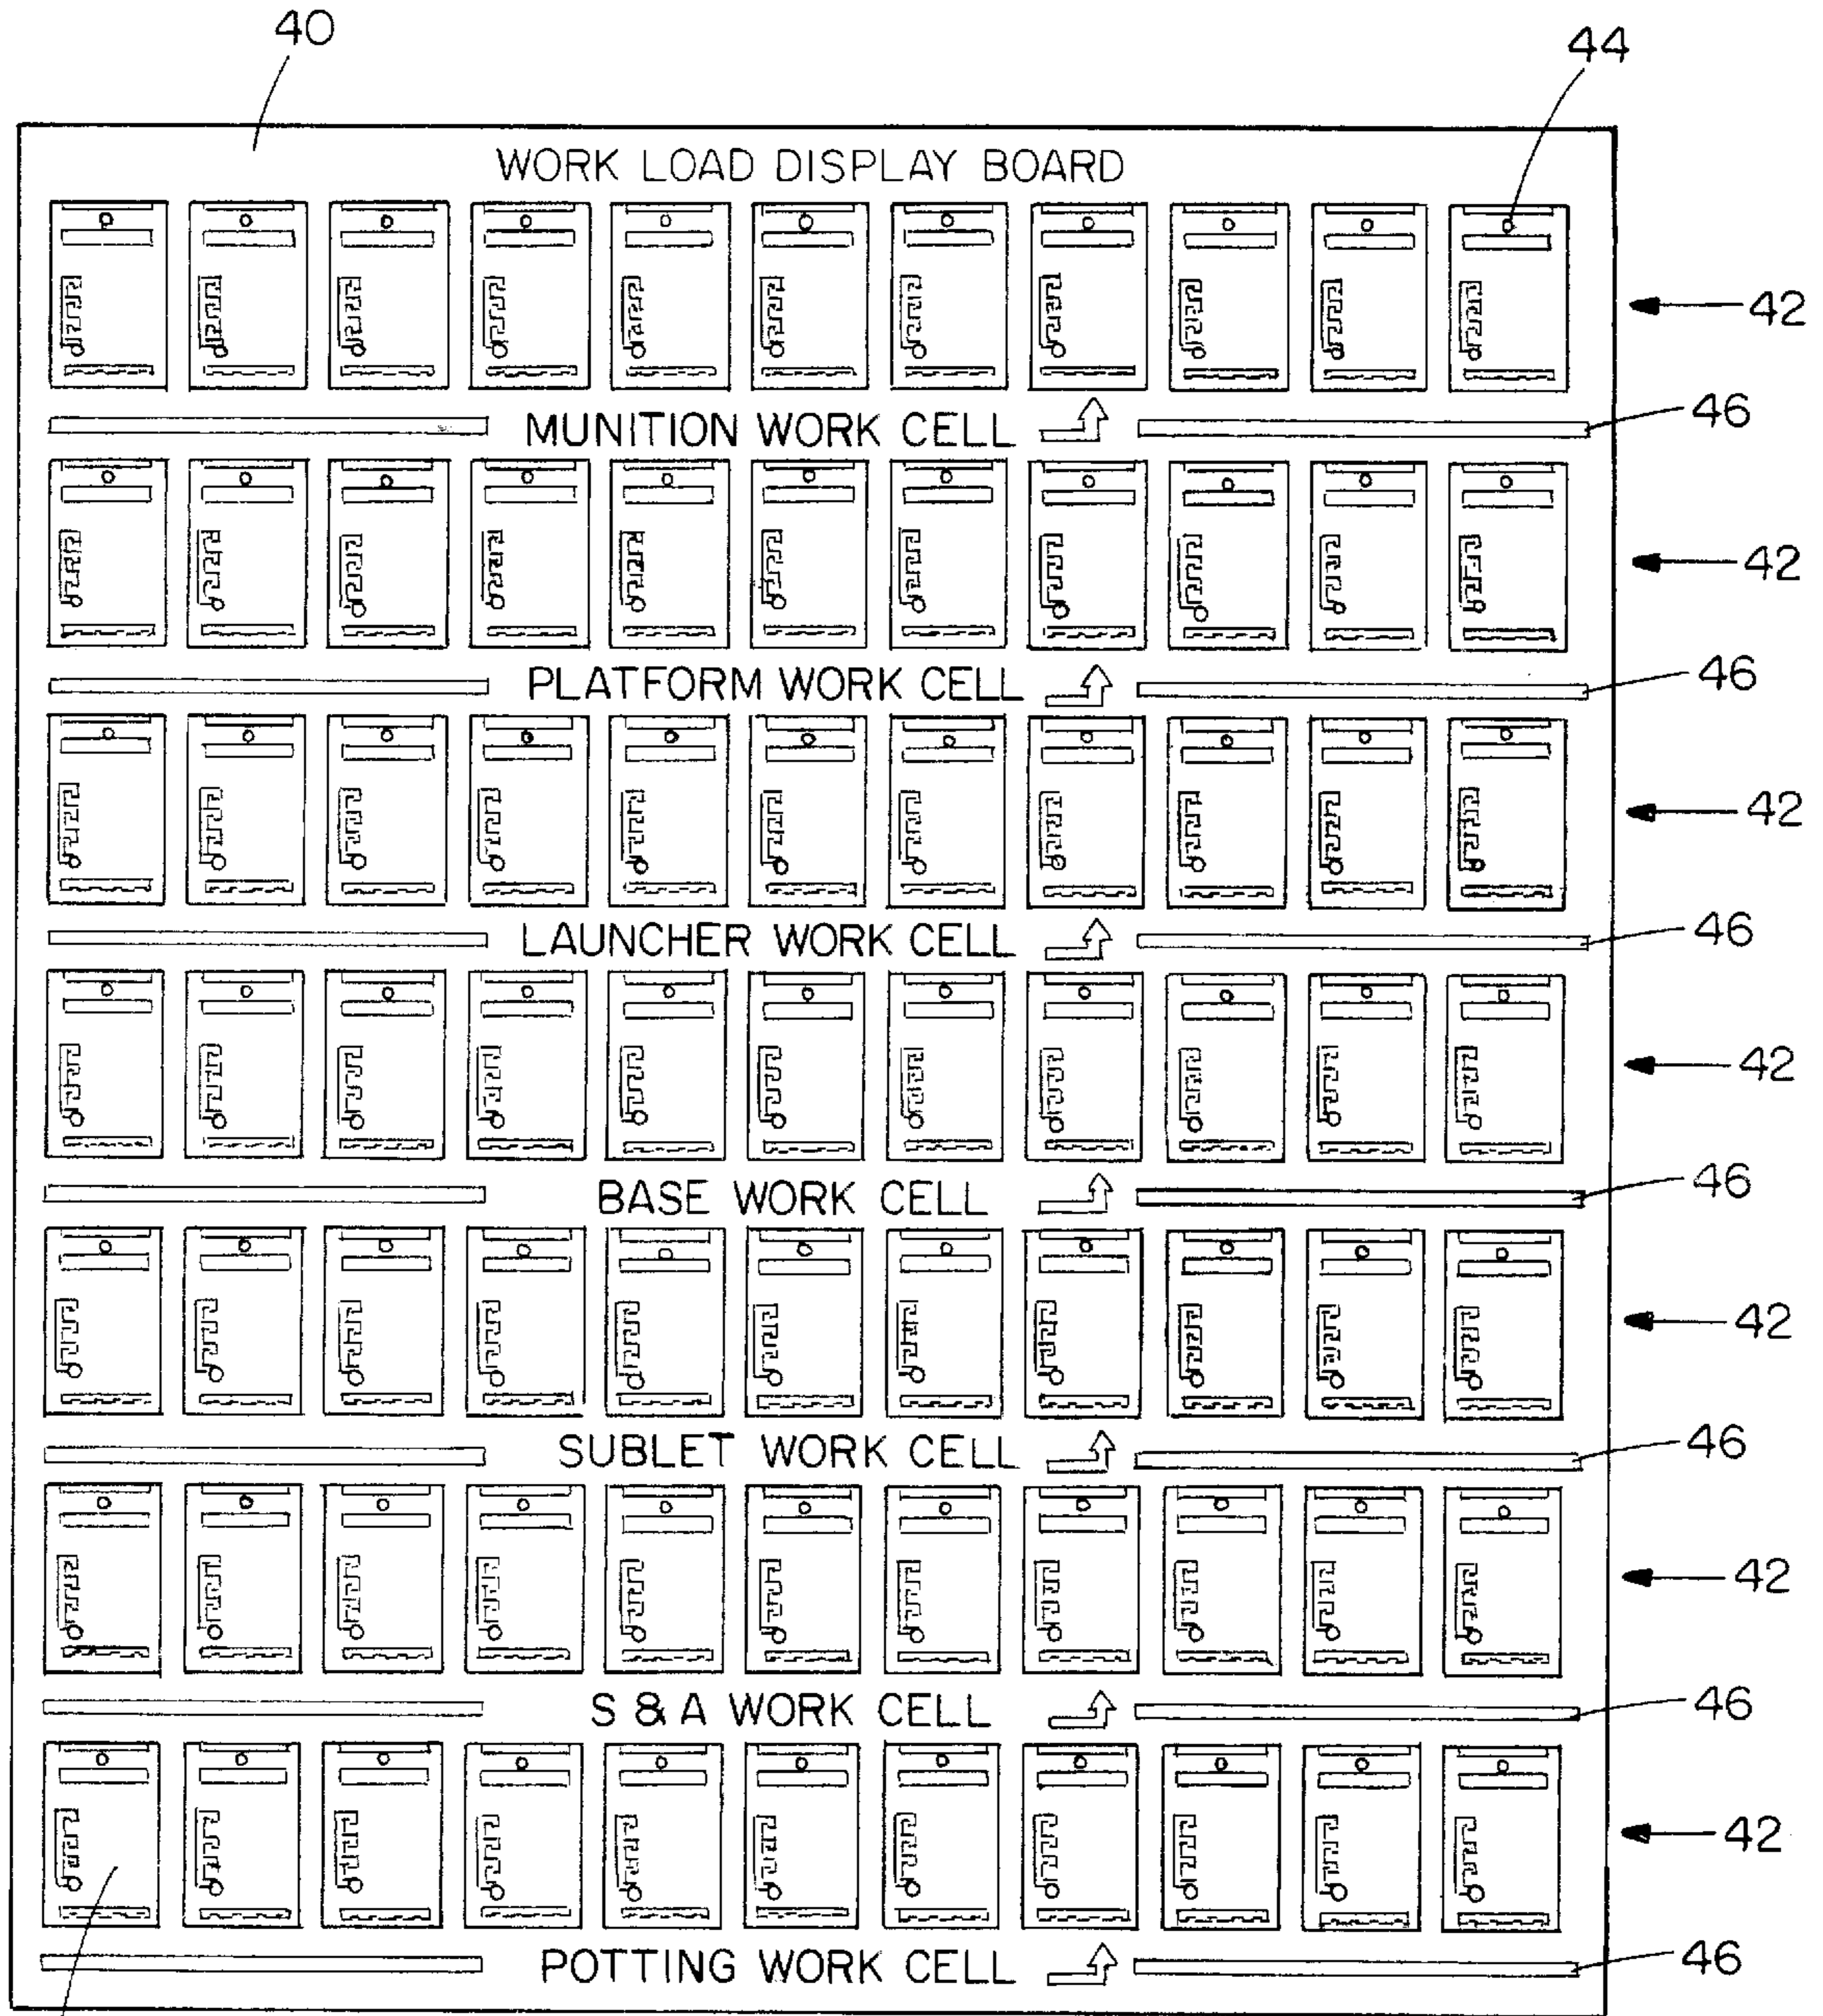 40
44
WORK LOAD DISPLAY BOARD
42
MUNITION WORK CELL
46
42
PLATFORM WORK CELL
46
42
LAUNCHER WORK CELL
46
42
BASE WORK CELL
46
42
SUBLET WORK CELL
46
42
S & A WORK CELL
46
42
POTTING WORK CELL
46